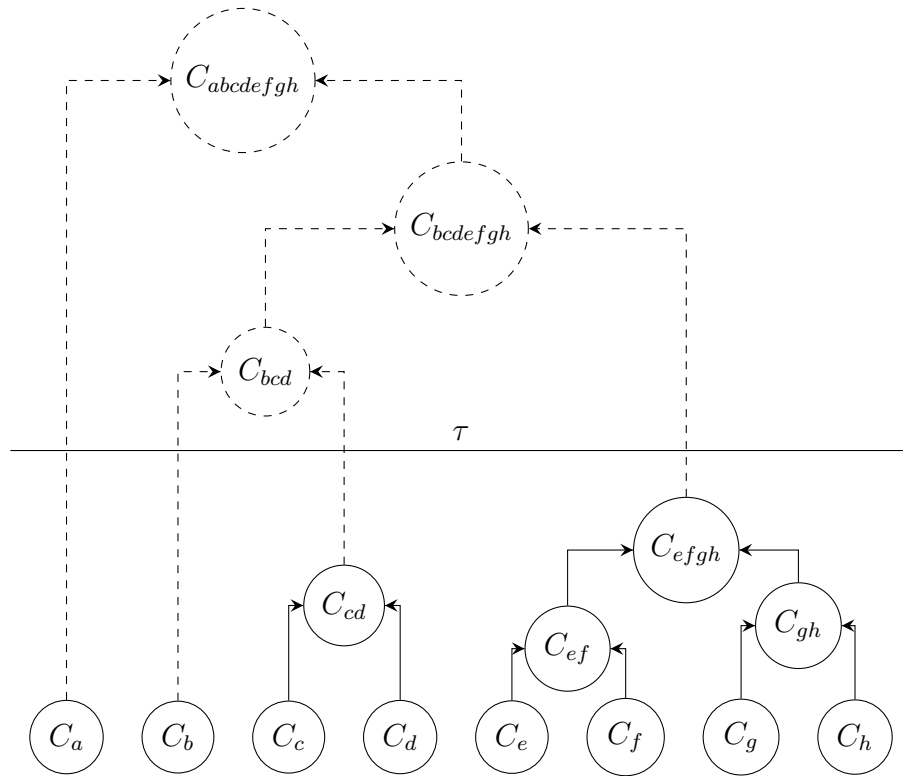 C_{abcdefgh}
C_{bcdefgh}
C_{bcd}
τ
C_{efgh}
C_{cd}
C_{gh}
C_{ef}
C_a C_b C_c C_d C_e C_f C_g C_h